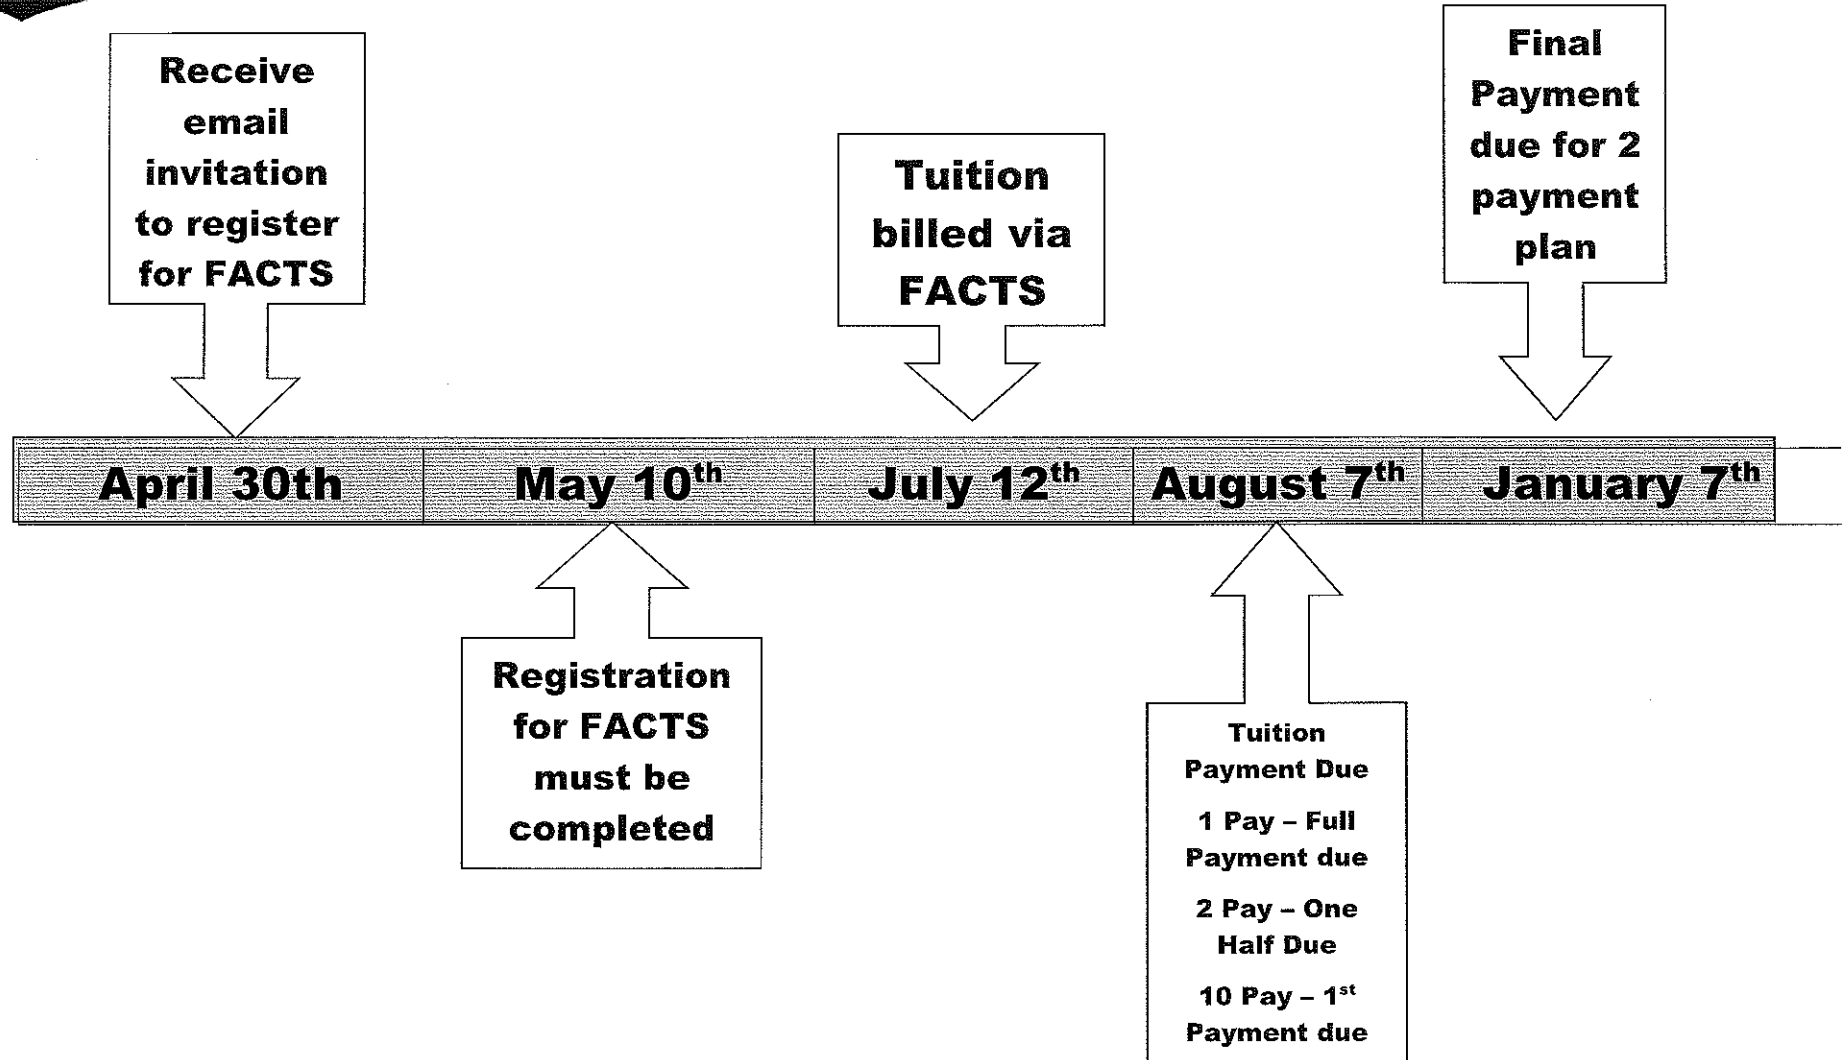 Receive
email
invitation
to register
for FACTS
Tuition
billed via
FACTS
Final
Payment
due for 2
payment
plan
April 30th
May 10th
July 12th
August 7th
January 7th
Registration
for FACTS
must be
completed
Tuition
Payment Due
1 Pay – Full
Payment due
2 Pay – One
Half Due
10 Pay – 1st
Payment due